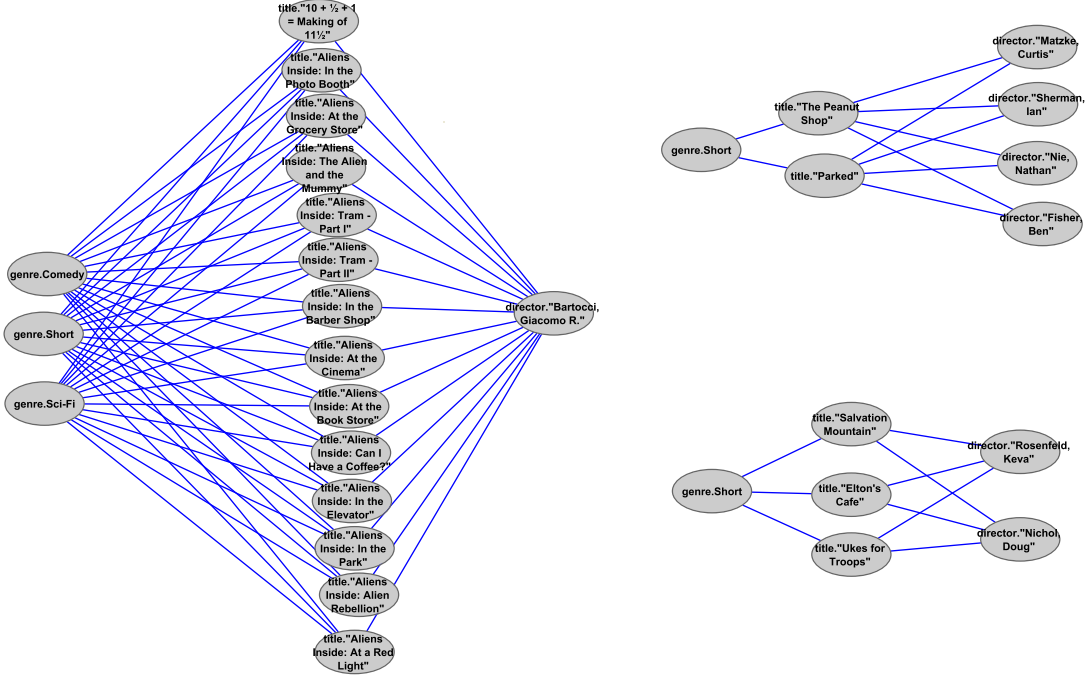 title."10 + ½ + 1
= Making of
11½"
title."Aliens
Inside: In the
Photo Booth"
title."Aliens
Inside: At the
Grocery Store"
title."Aliens
Inside: The Alien
and the
Mummy"
title."Aliens
Inside: Tram -
Part I"
title."Aliens
Inside: Tram -
Part II"
title."Aliens
Inside: In the
Barber Shop"
title."Aliens
Inside: At the
Cinema"
title."Aliens
Inside: At the
Book Store"
title."Aliens
Inside: Can I
Have a Coffee?"
title."Aliens
Inside: In the
Elevator"
title."Aliens
Inside: In the
Park"
title."Aliens
Inside: Alien
Rebellion"
title."Aliens
Inside: At a Red
Light"
genre.Comedy
genre.Short
genre.Sci-Fi
director."Bartocci,
Giacomo R."
genre.Short
title."The Peanut
Shop"
title."Parked"
director."Matzke,
Curtis"
director."Sherman,
Ian"
director."Nie,
Nathan"
director."Fisher,
Ben"
genre.Short
title."Salvation
Mountain"
title."Elton's
Cafe"
title."Ukes for
Troops"
director."Rosenfeld,
Keva"
director."Nichol,
Doug"